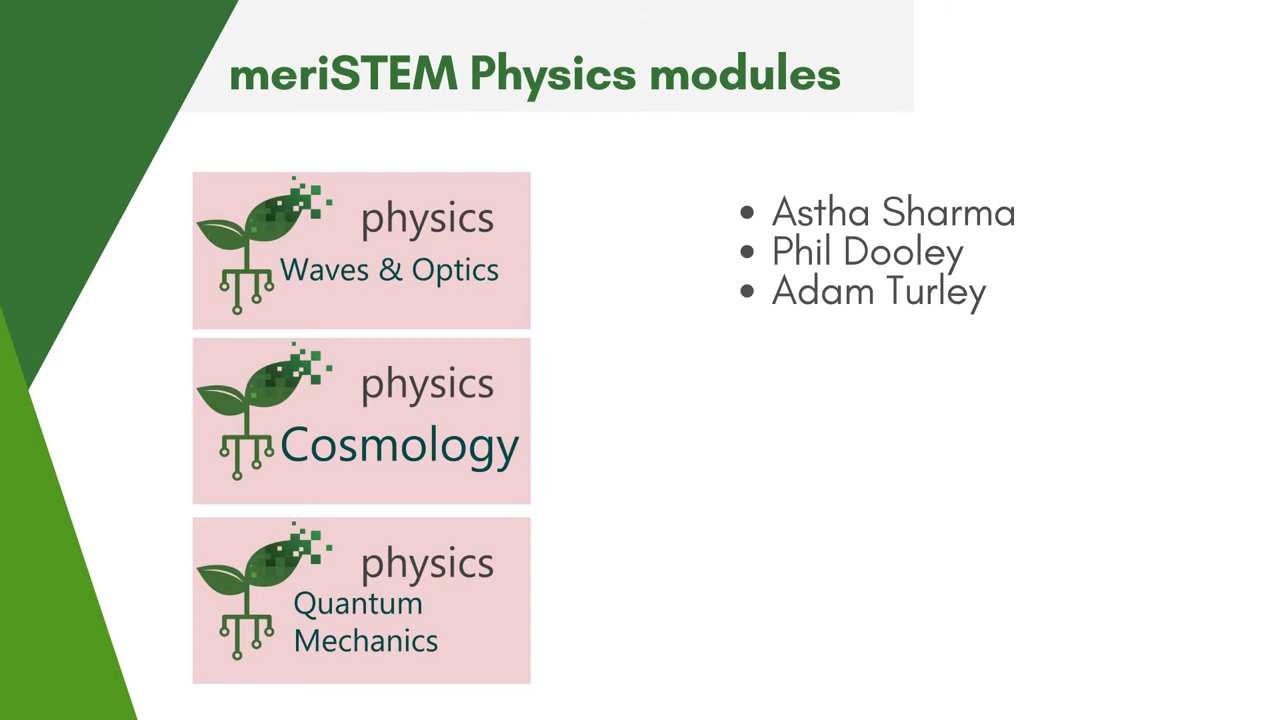 meriSTEM Physics modules
physics
Waves & Optics
physics
Cosmology
physics
Quantum
Mechanics
• Astha Sharma
• Phil Dooley
• Adam Turley